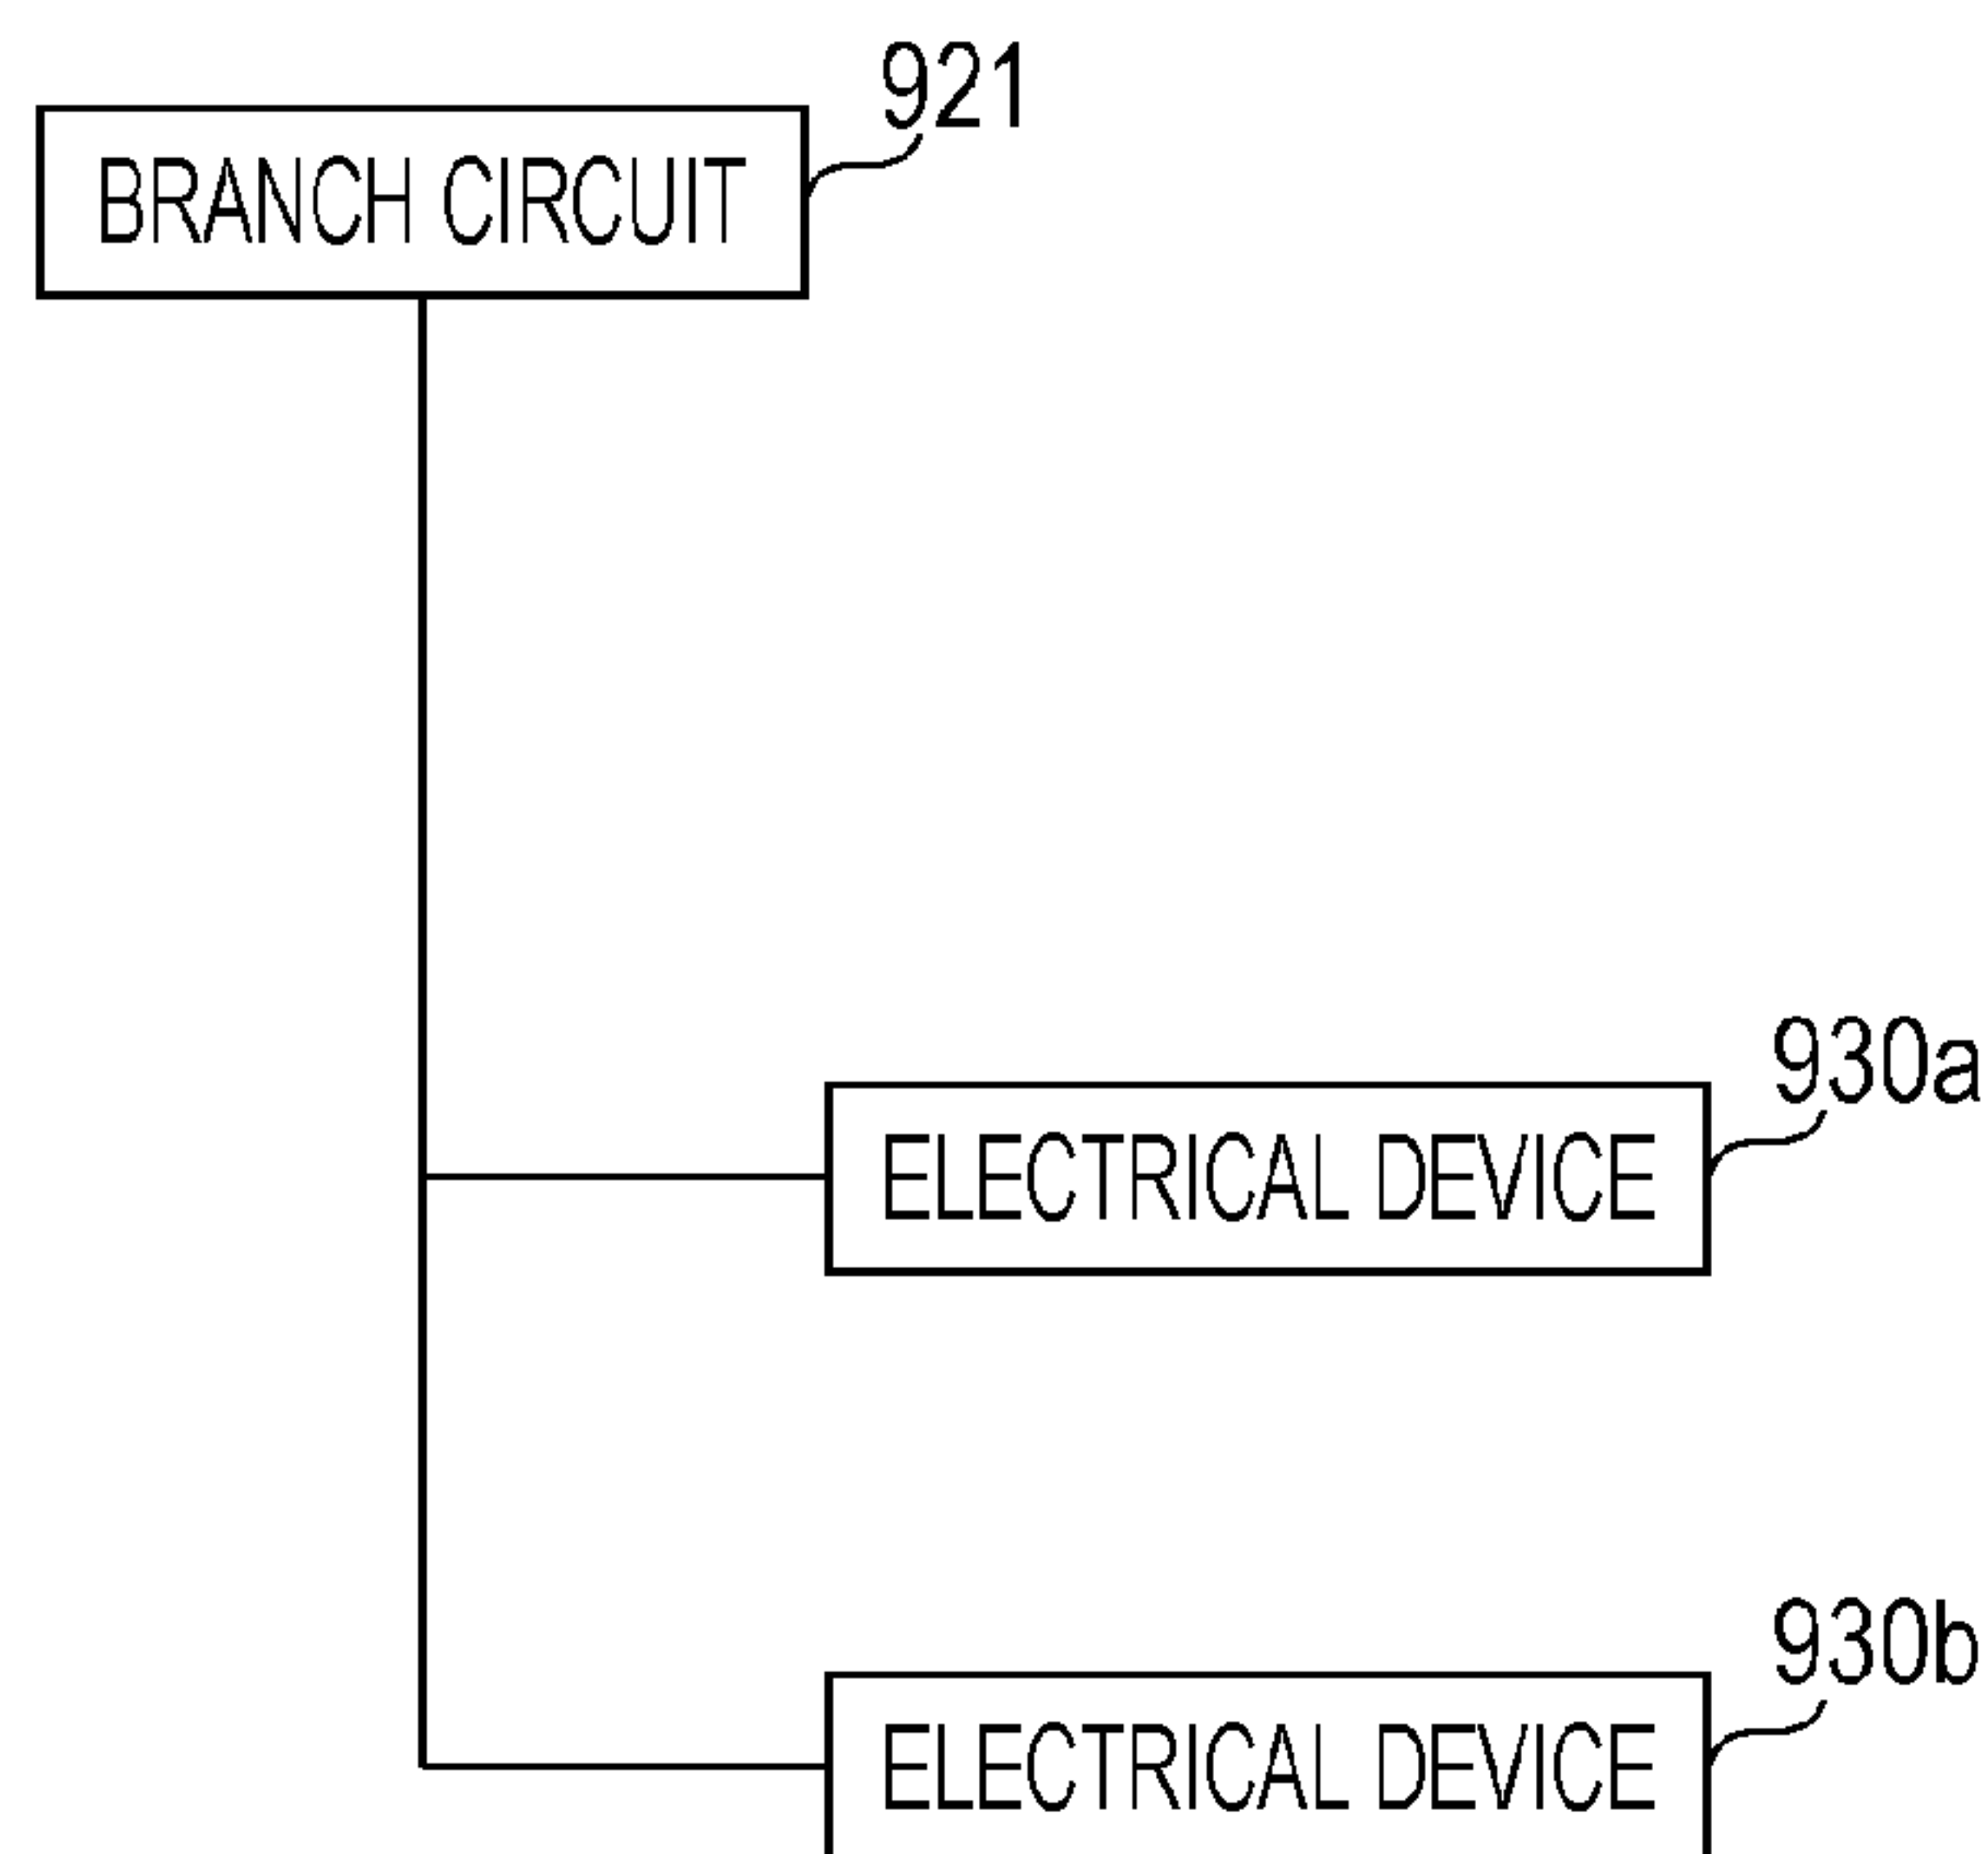 921
BRANCH CIRCUIT
930a
ELECTRICAL DEVICE
930b
ELECTRICAL DEVICE